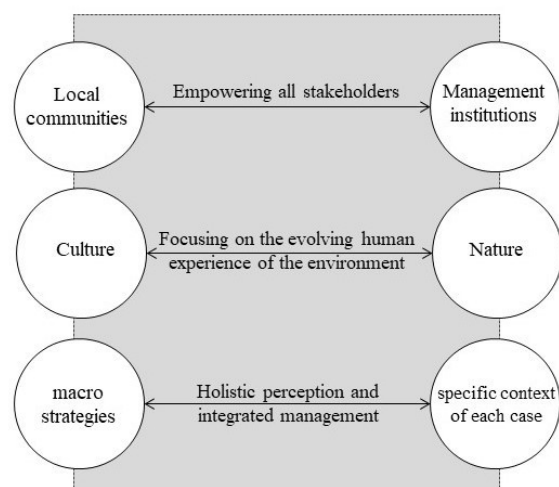 Local
communities
Empowering all stakeholders
Management
institutions
Culture
Focusing on the evolving human
experience of the environment
Nature
macro
strategies
Holistic perception and
integrated management
specific context
of each case